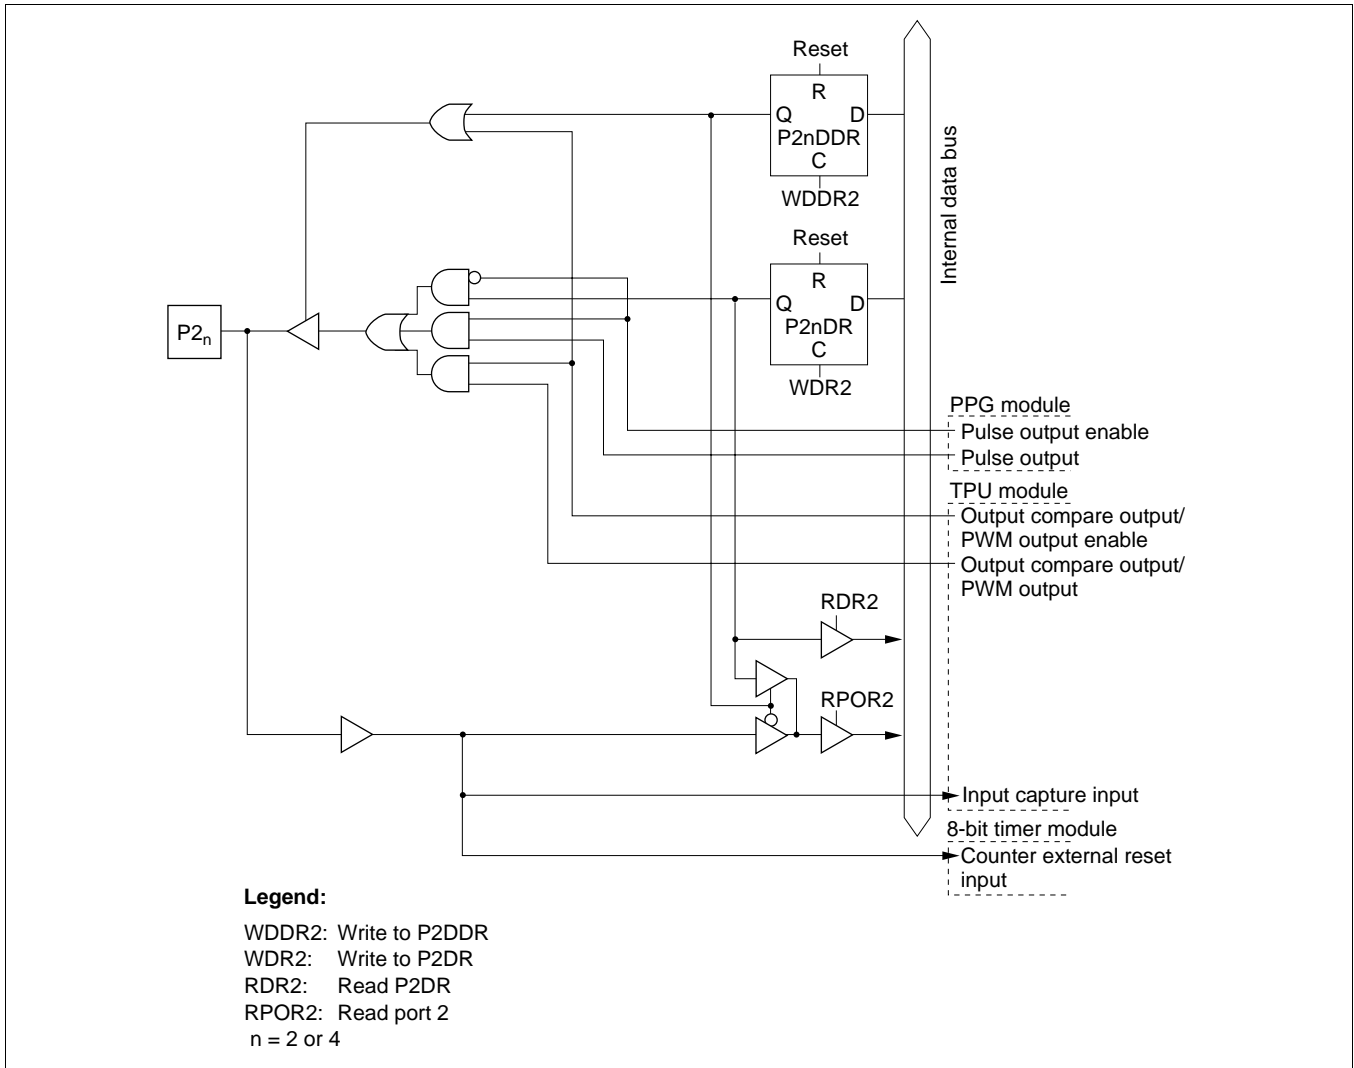 Reset
R
Q D
P2nDDR
C
WDDR2
Internal data bus
Reset
R
Q D
P2nDR
C
WDR2
P2n
PPG module
Pulse output enable
Pulse output
TPU module
Output compare output/
PWM output enable
Output compare output/
PWM output
RDR2
RPOR2
Input capture input
8-bit timer module
Counter external reset
input
Legend:
WDDR2: Write to P2DDR
WDR2: Write to P2DR
RDR2: Read P2DR
RPOR2: Read port 2
n = 2 or 4